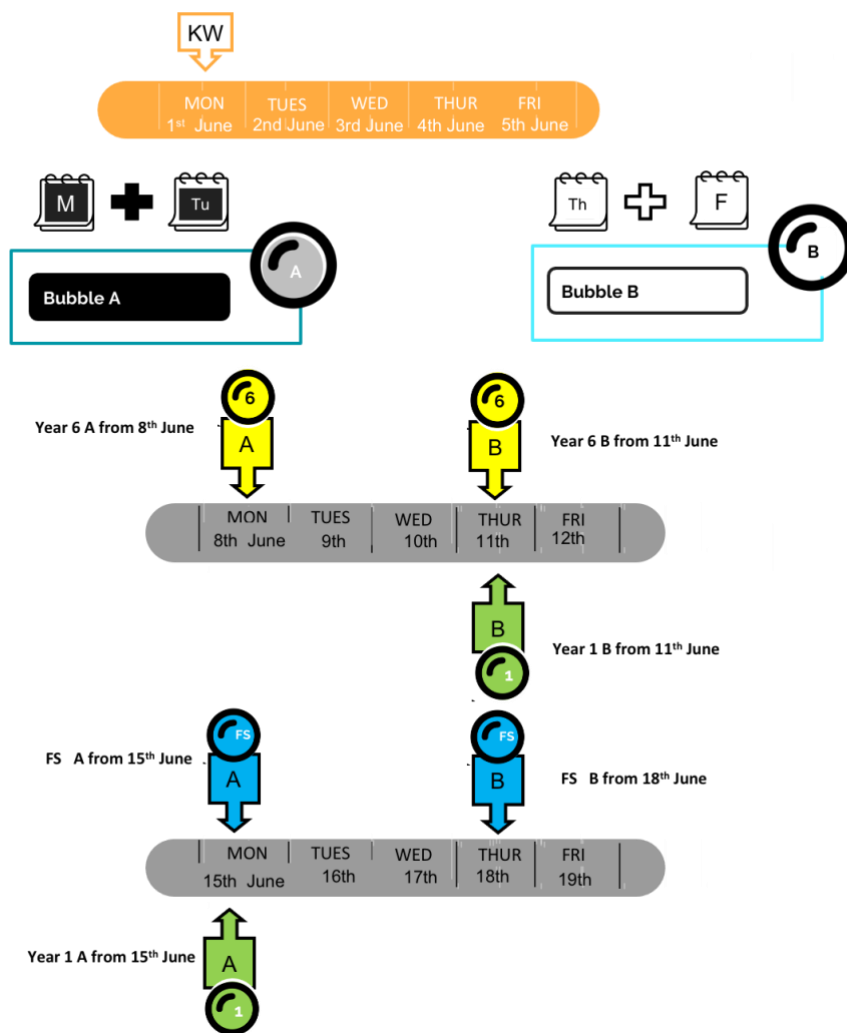 KW
MON TUES WED THUR FRI
1st June 2nd June 3rd June 4th June 5th June
M Tu Th F
A B
Bubble A Bubble B
6 6
Year 6 A from 8th June A B Year 6 B from 11th June
MON TUES WED THUR FRI
8th June 9th 10th 11th 12th
B
Year 1 B from 11th June
1
FS FS
FS A from 15th June A B FS B from 18th June
MON TUES WED THUR FRI
15th June 16th 17th 18th 19th
Year 1 A from 15th June A
1